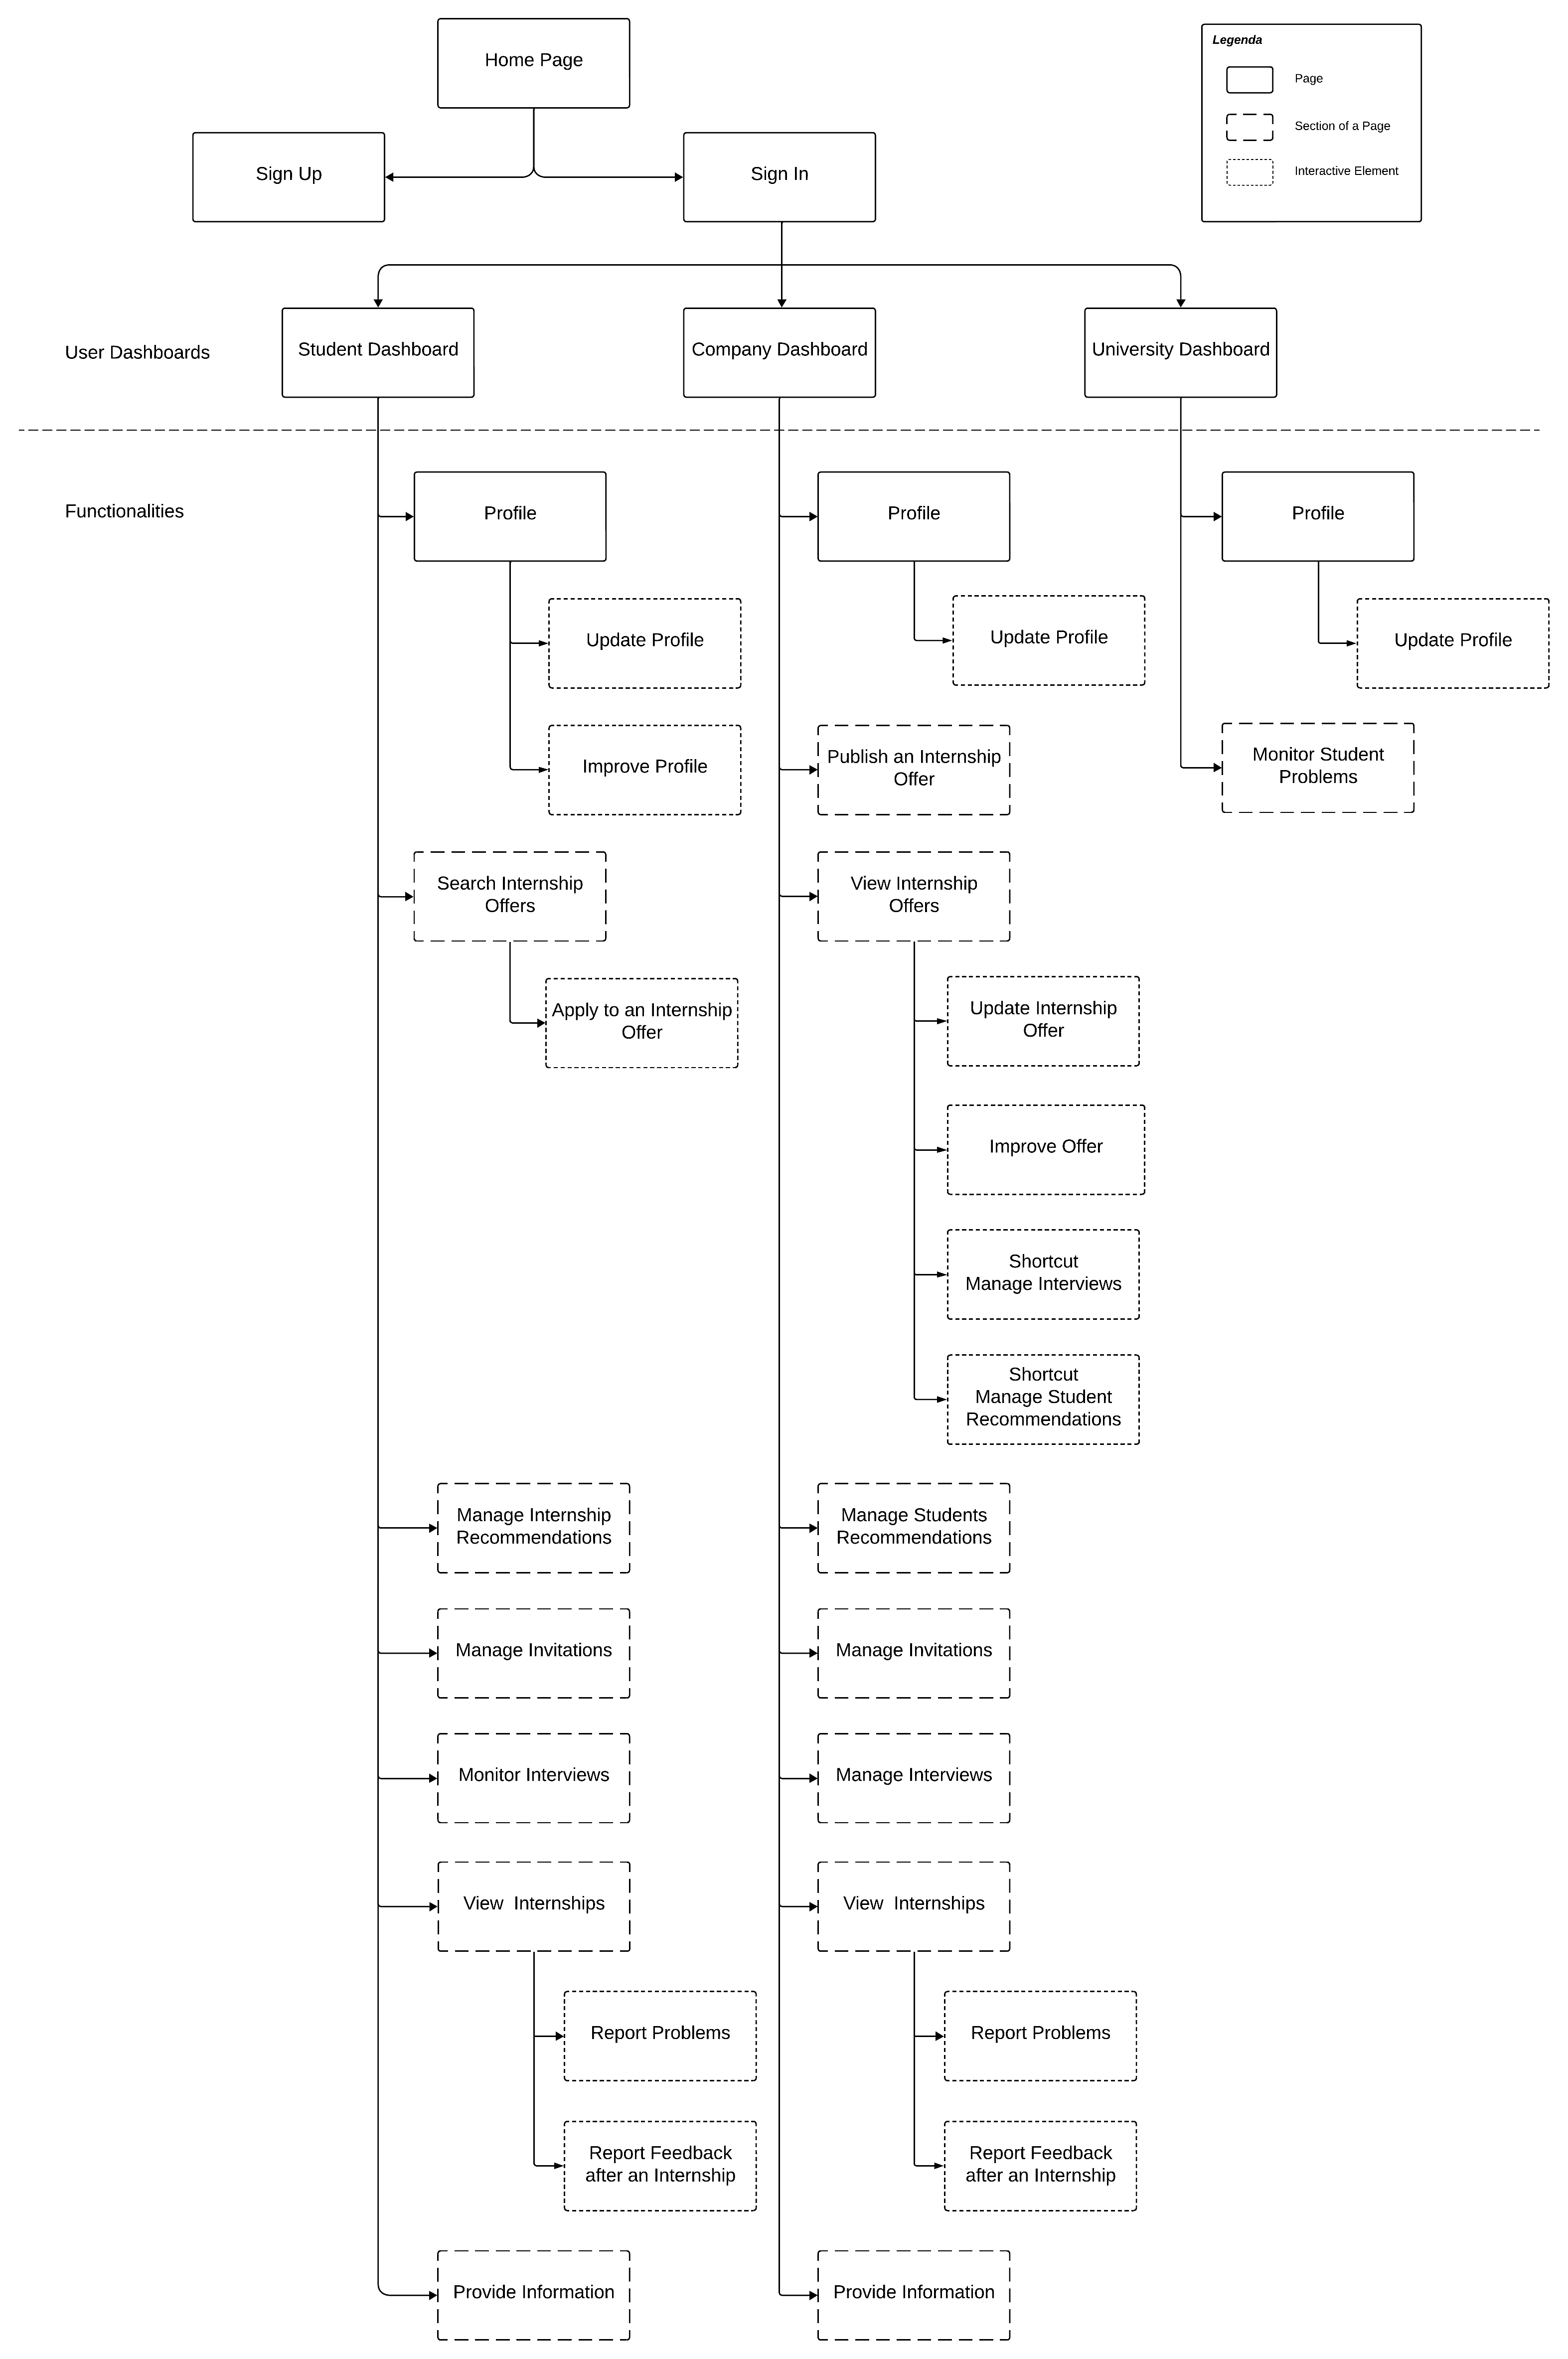 Home Page
Legenda
Page
Section of a Page
Interactive Element
Sign Up
Sign In
User Dashboards
Student Dashboard
Company Dashboard
University Dashboard
Functionalities
Profile
Profile
Profile
Update Profile
Update Profile
Update Profile
Improve Profile
Publish an Internship
Offer
Monitor Student
Problems
Search Internship
Offers
View Internship
Offers
Apply to an Internship
Offer
Update Internship
Offer
Improve Offer
Shortcut
Manage Interviews
Shortcut
Manage Student
Recommendations
Manage Internship
Recommendations
Manage Students
Recommendations
Manage Invitations
Manage Invitations
Monitor Interviews
Manage Interviews
View  Internships
View  Internships
Report Problems
Report Problems
Report Feedback
after an Internship
Report Feedback
after an Internship
Provide Information
Provide Information